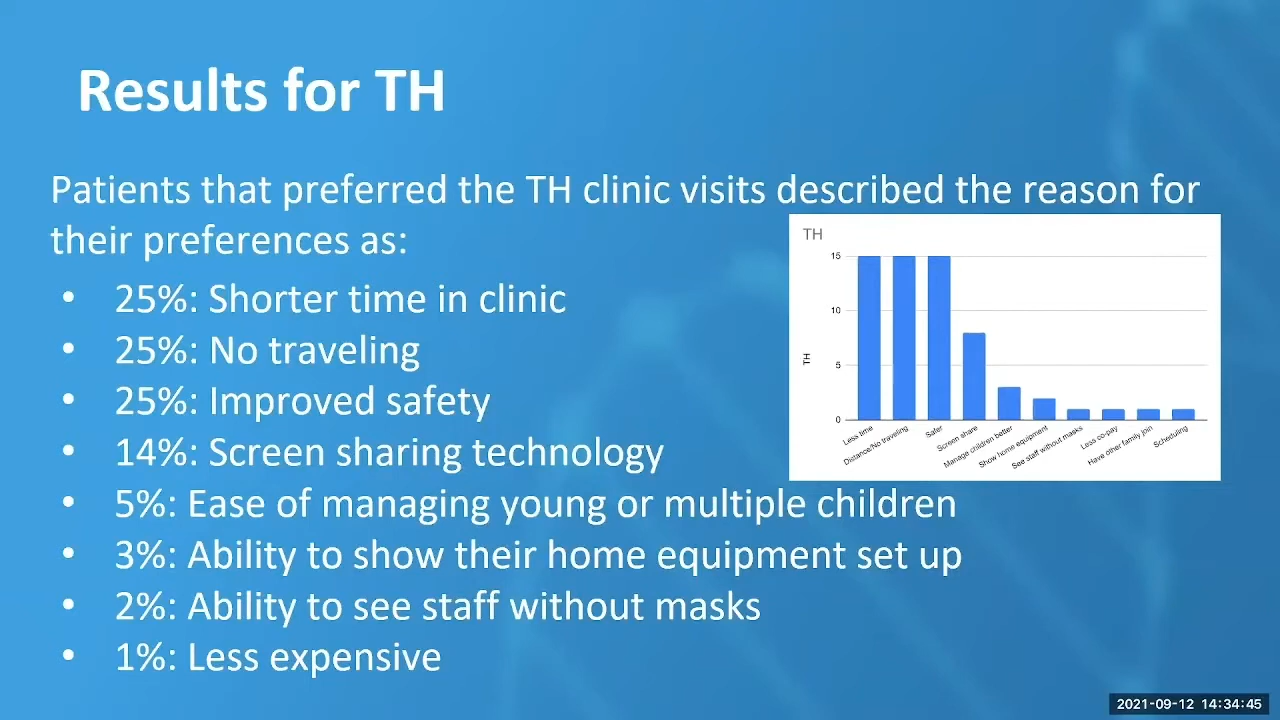 Results for TH
Patients that preferred the TH clinic visits described the reason for
their preferences as:
• 25%: Shorter time in clinic
• 25%: No traveling
• 25%: Improved safety
• 14%: Screen sharing technology
• 5%: Ease of managing young or multiple children
• 3%: Ability to show their home equipment set up
• 2%: Ability to see staff without masks
• 1%: Less expensive
TH
15
10
5
0
TH
Less time
Distance/No traveling
Safer
Screen share
Manage children better
Show home equipment
See staff without masks
Less co-pay
Have other family join
Scheduling
2021-09-12 14:34:45